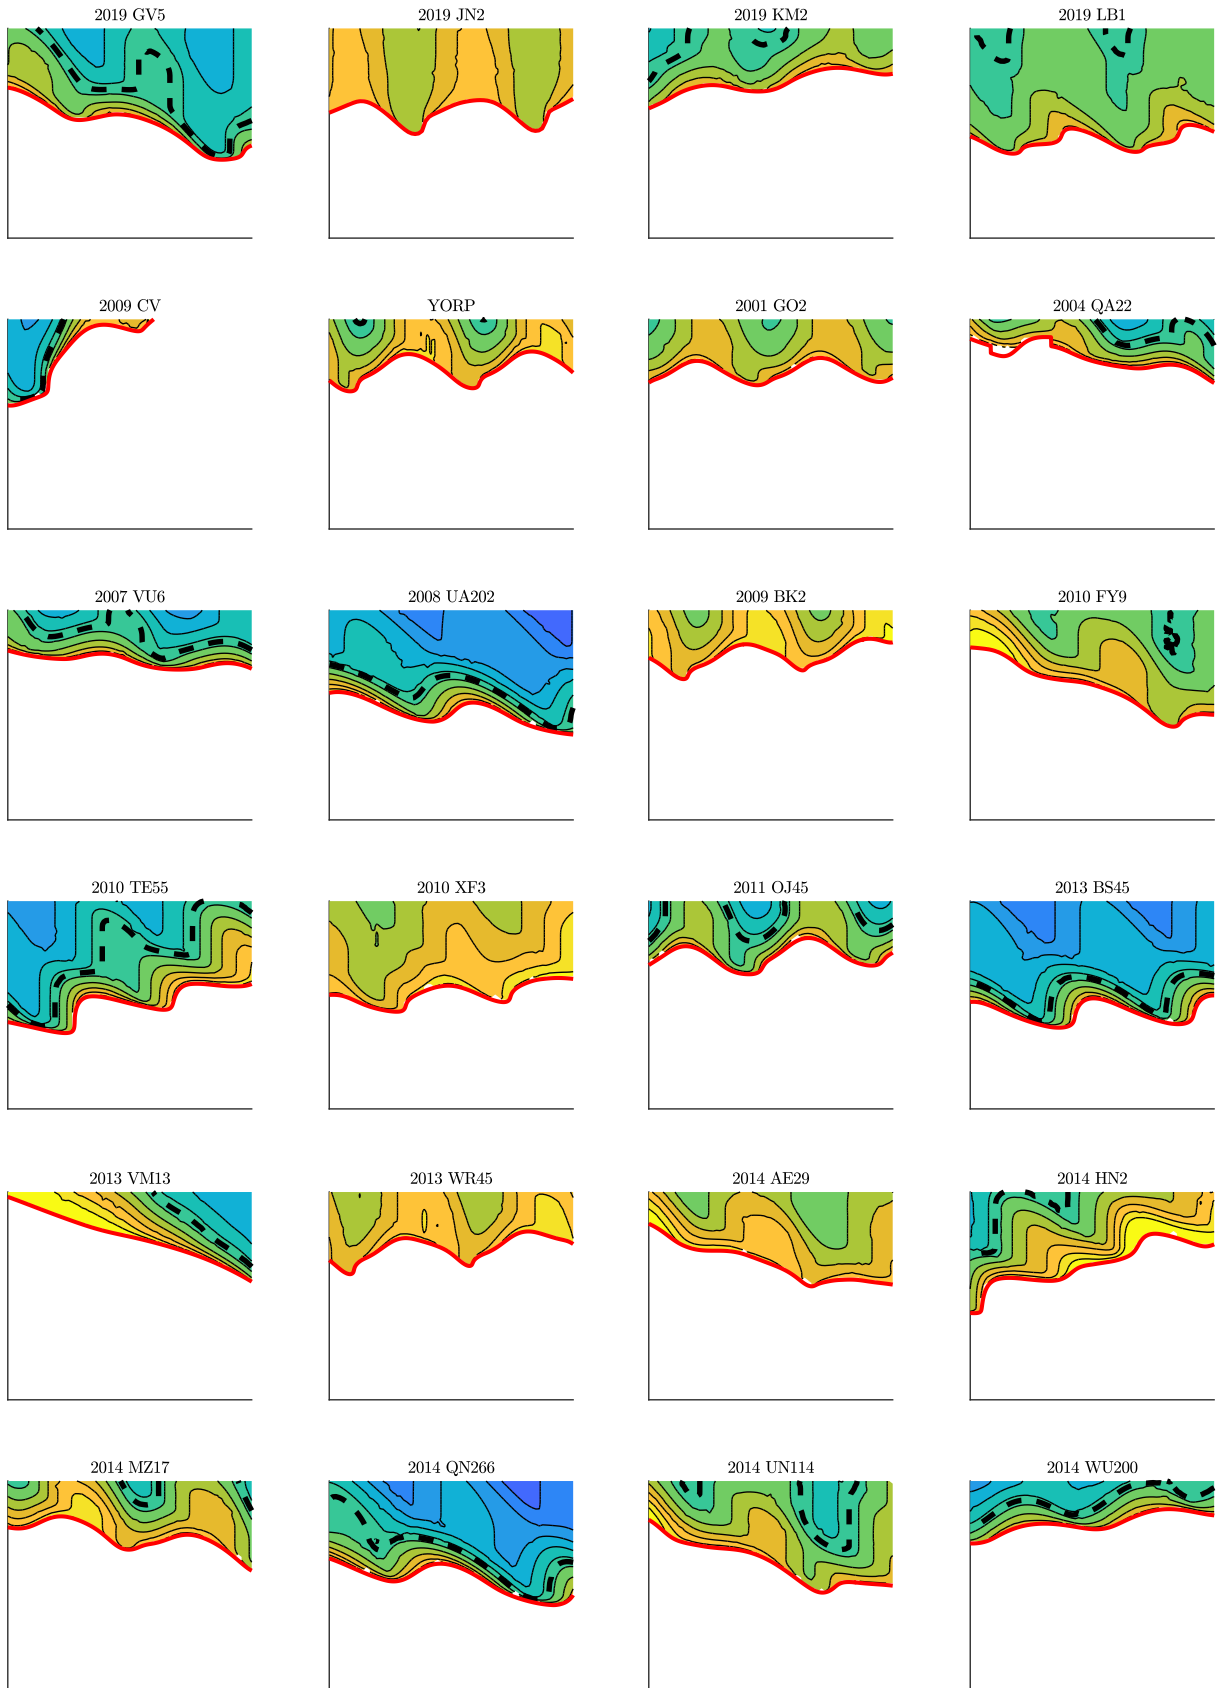 2019 GV5
2019 JN2
2019 KM2
2019 LB1
2009 CV
YORP
2001 GO2
2004 QA22
2007 VU6
2008 UA202
2009 BK2
2010 FY9
2010 TE55
2010 XF3
2011 OJ45
2013 BS45
2013 VM13
2013 WR45
2014 AE29
2014 HN2
2014 MZ17
2014 QN266
2014 UN114
2014 WU200